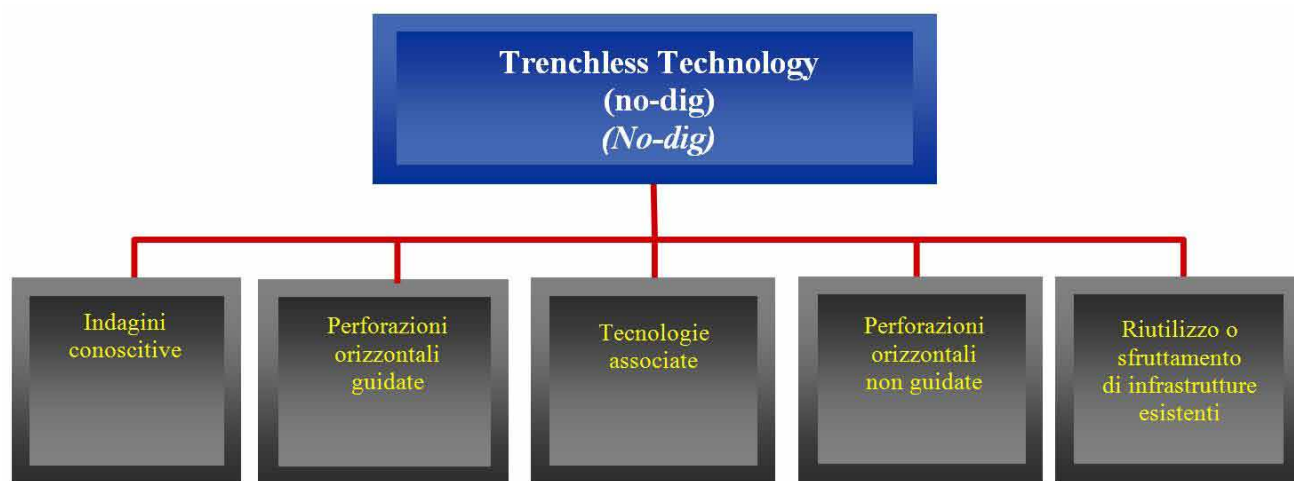 Trenchless Technology
(no-dig)
(No-dig)
Indagini
conoscitive
Perforazioni
orizzontali
guidate
Tecnologie
associate
Perforazioni
orizzontali
non guidate
Riutilizzo o
sfruttamento
di infrastrutture
esistenti